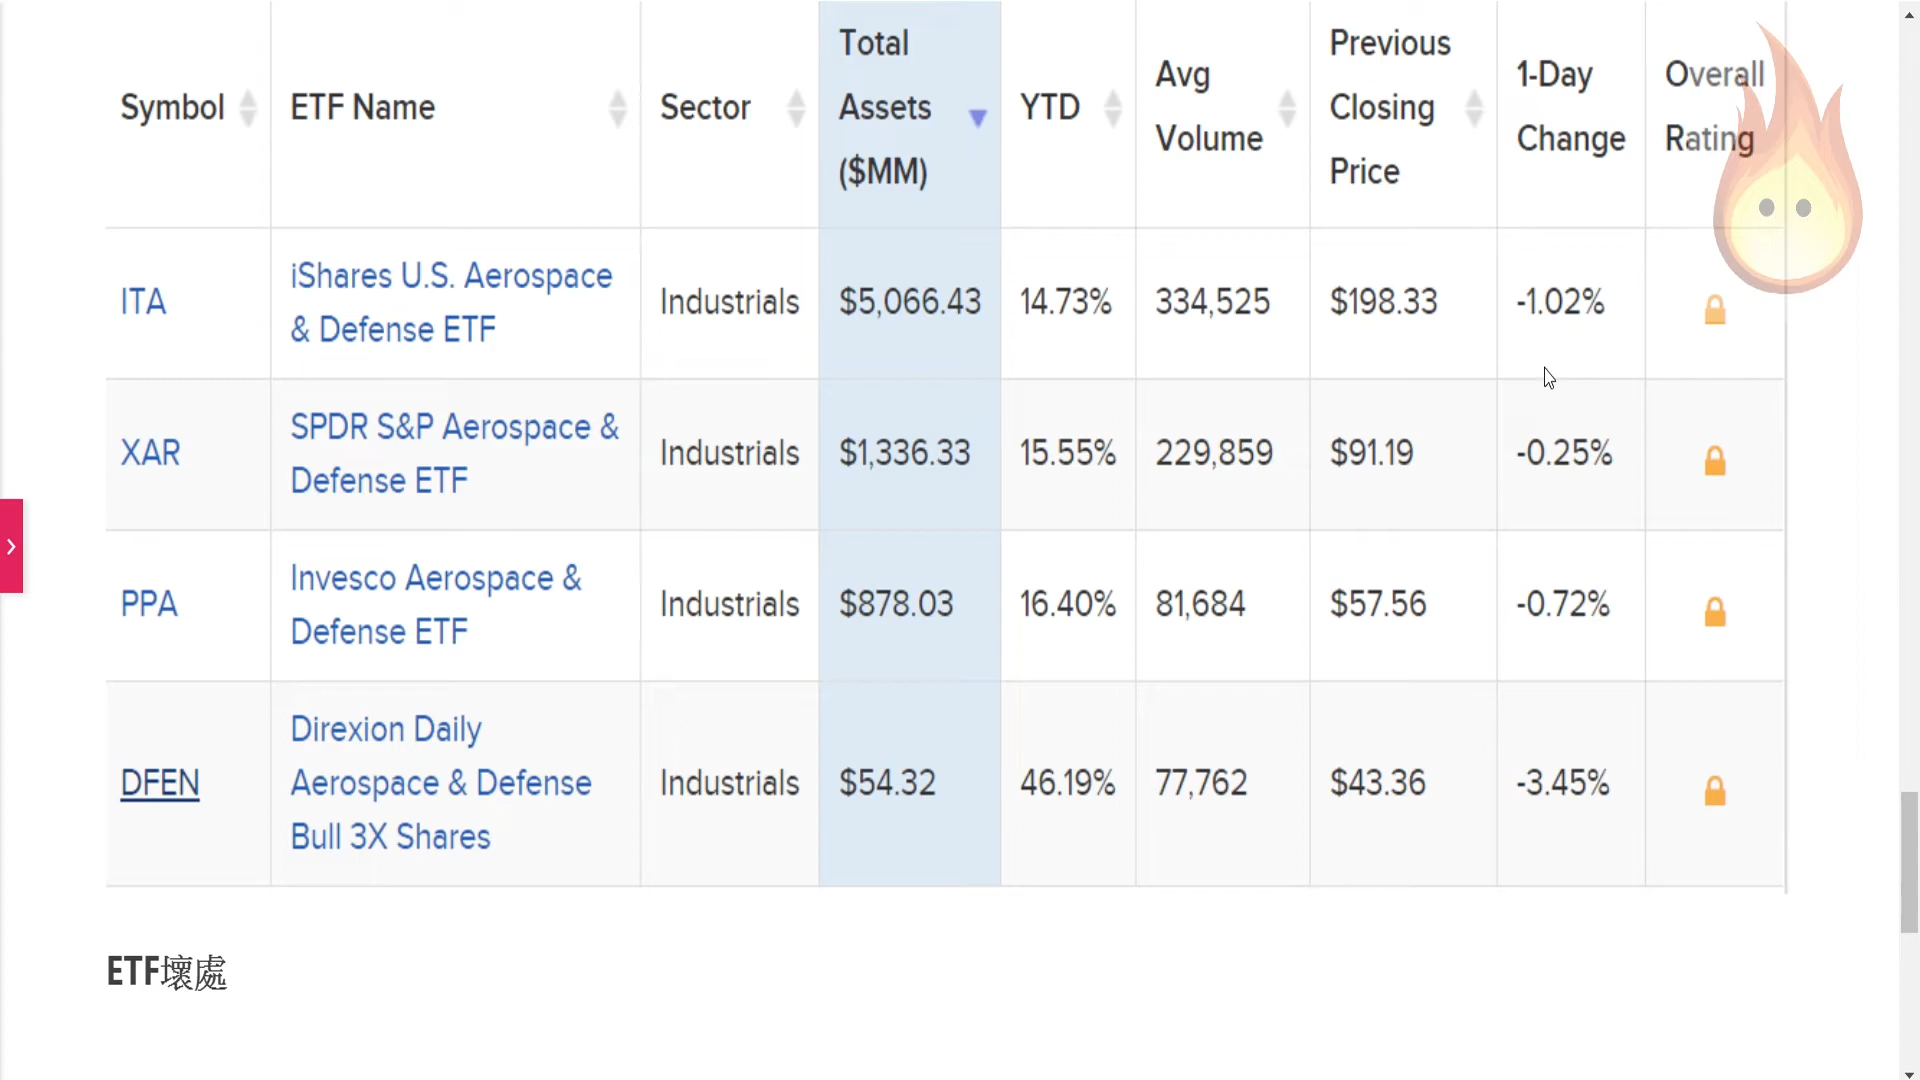 Symbol ETF Name Sector Total Assets ($MM) YTD Avg Volume Previous Closing Price 1-Day Change Overall Rating
ITA iShares U.S. Aerospace & Defense ETF Industrials $5,066.43 14.73% 334,525 $198.33 -1.02%
XAR SPDR S&P Aerospace & Defense ETF Industrials $1,336.33 15.55% 229,859 $91.19 -0.25%
PPA Invesco Aerospace & Defense ETF Industrials $878.03 16.40% 81,684 $57.56 -0.72%
DFEN Direxion Daily Aerospace & Defense Bull 3X Shares Industrials $54.32 46.19% 77,762 $43.36 -3.45%
ETF壞處